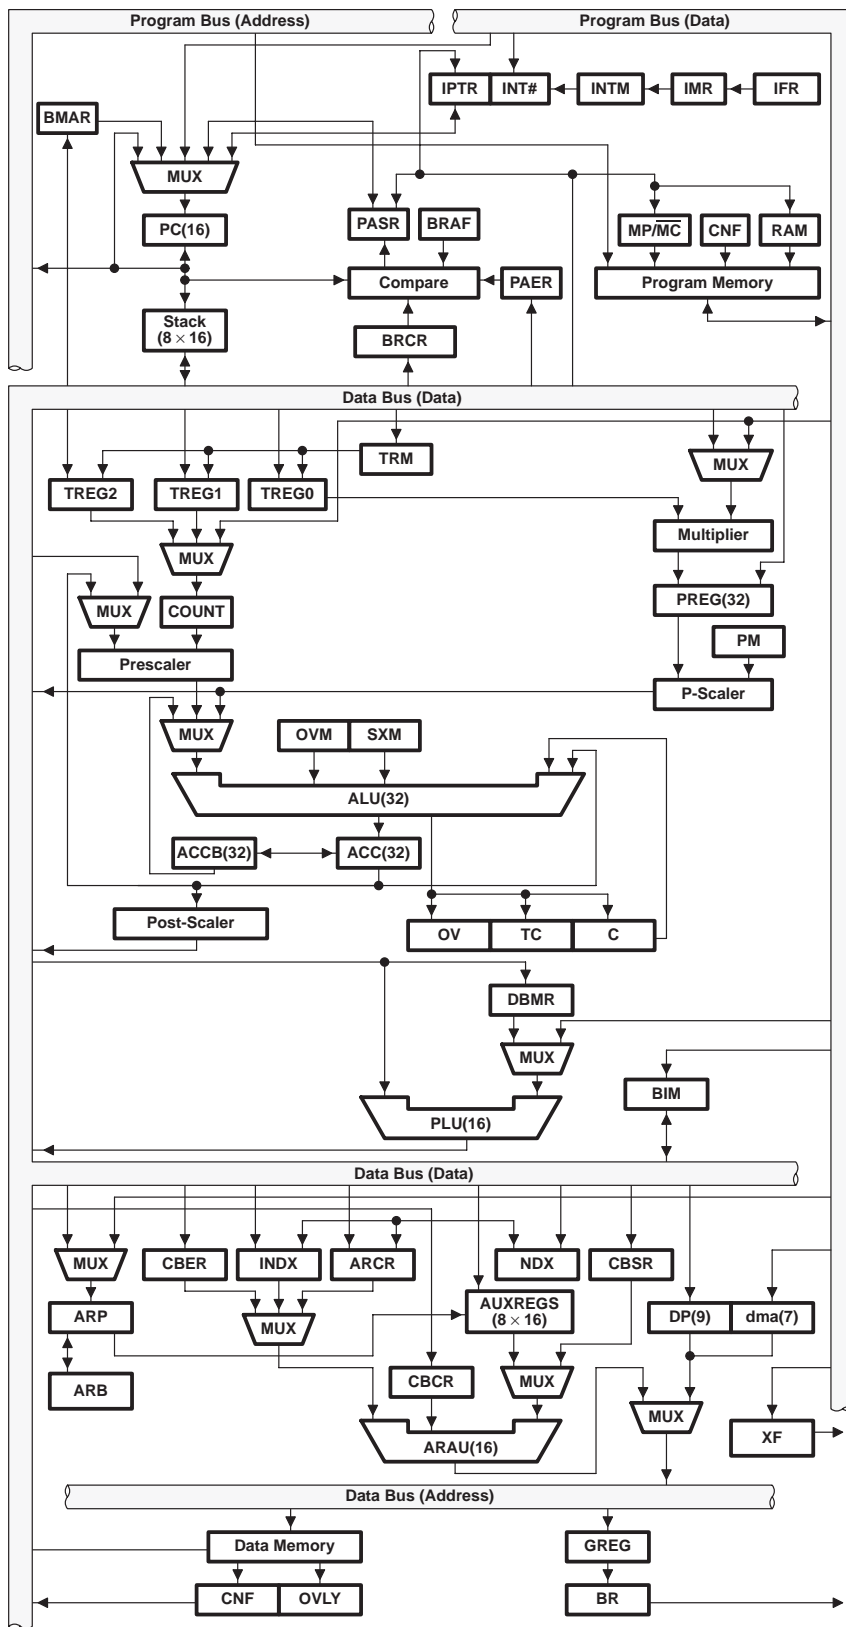 Program Bus (Address)
Program Bus (Data)
IPTR
INT#
INTM
IMR
IFR
BMAR
MUX
PC(16)
PASR
BRAF
MP/MC
CNF
RAM
Compare
PAER
Program Memory
Stack
(8 × 16)
BRCR
Data Bus (Data)
TRM
MUX
TREG2
TREG1
TREG0
Multiplier
MUX
MUX
COUNT
PREG(32)
PM
Prescaler
P-Scaler
MUX
OVM
SXM
ALU(32)
ACCB(32)
ACC(32)
Post-Scaler
OV
TC
C
DBMR
MUX
BIM
PLU(16)
Data Bus (Data)
MUX
CBER
INDX
ARCR
NDX
CBSR
ARP
MUX
AUXREGS
(8 × 16)
DP(9)
dma(7)
ARB
CBCR
MUX
MUX
XF
ARAU(16)
Data Bus (Address)
Data Memory
GREG
CNF
OVLY
BR